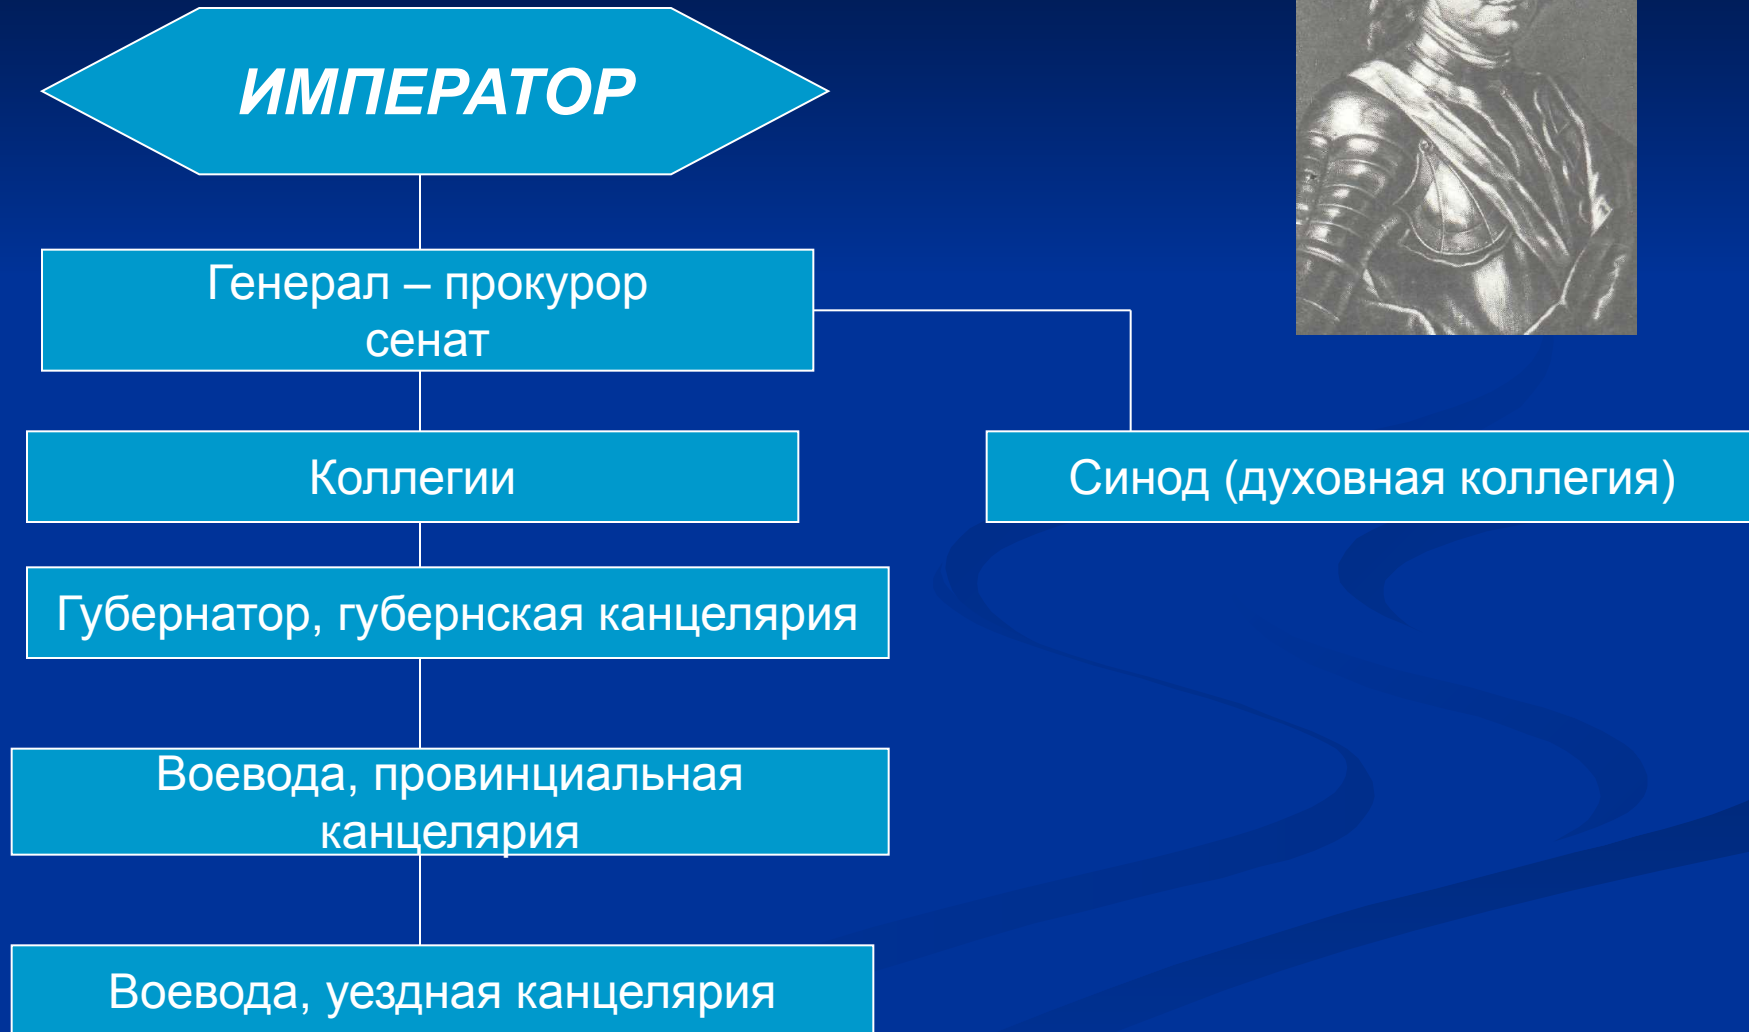 ИМПЕРАТОР
Генерал – прокурор
сенат
Коллегии
Синод (духовная коллегия)
Губернатор, губернская канцелярия
Воевода, провинциальная
канцелярия
Воевода, уездная канцелярия